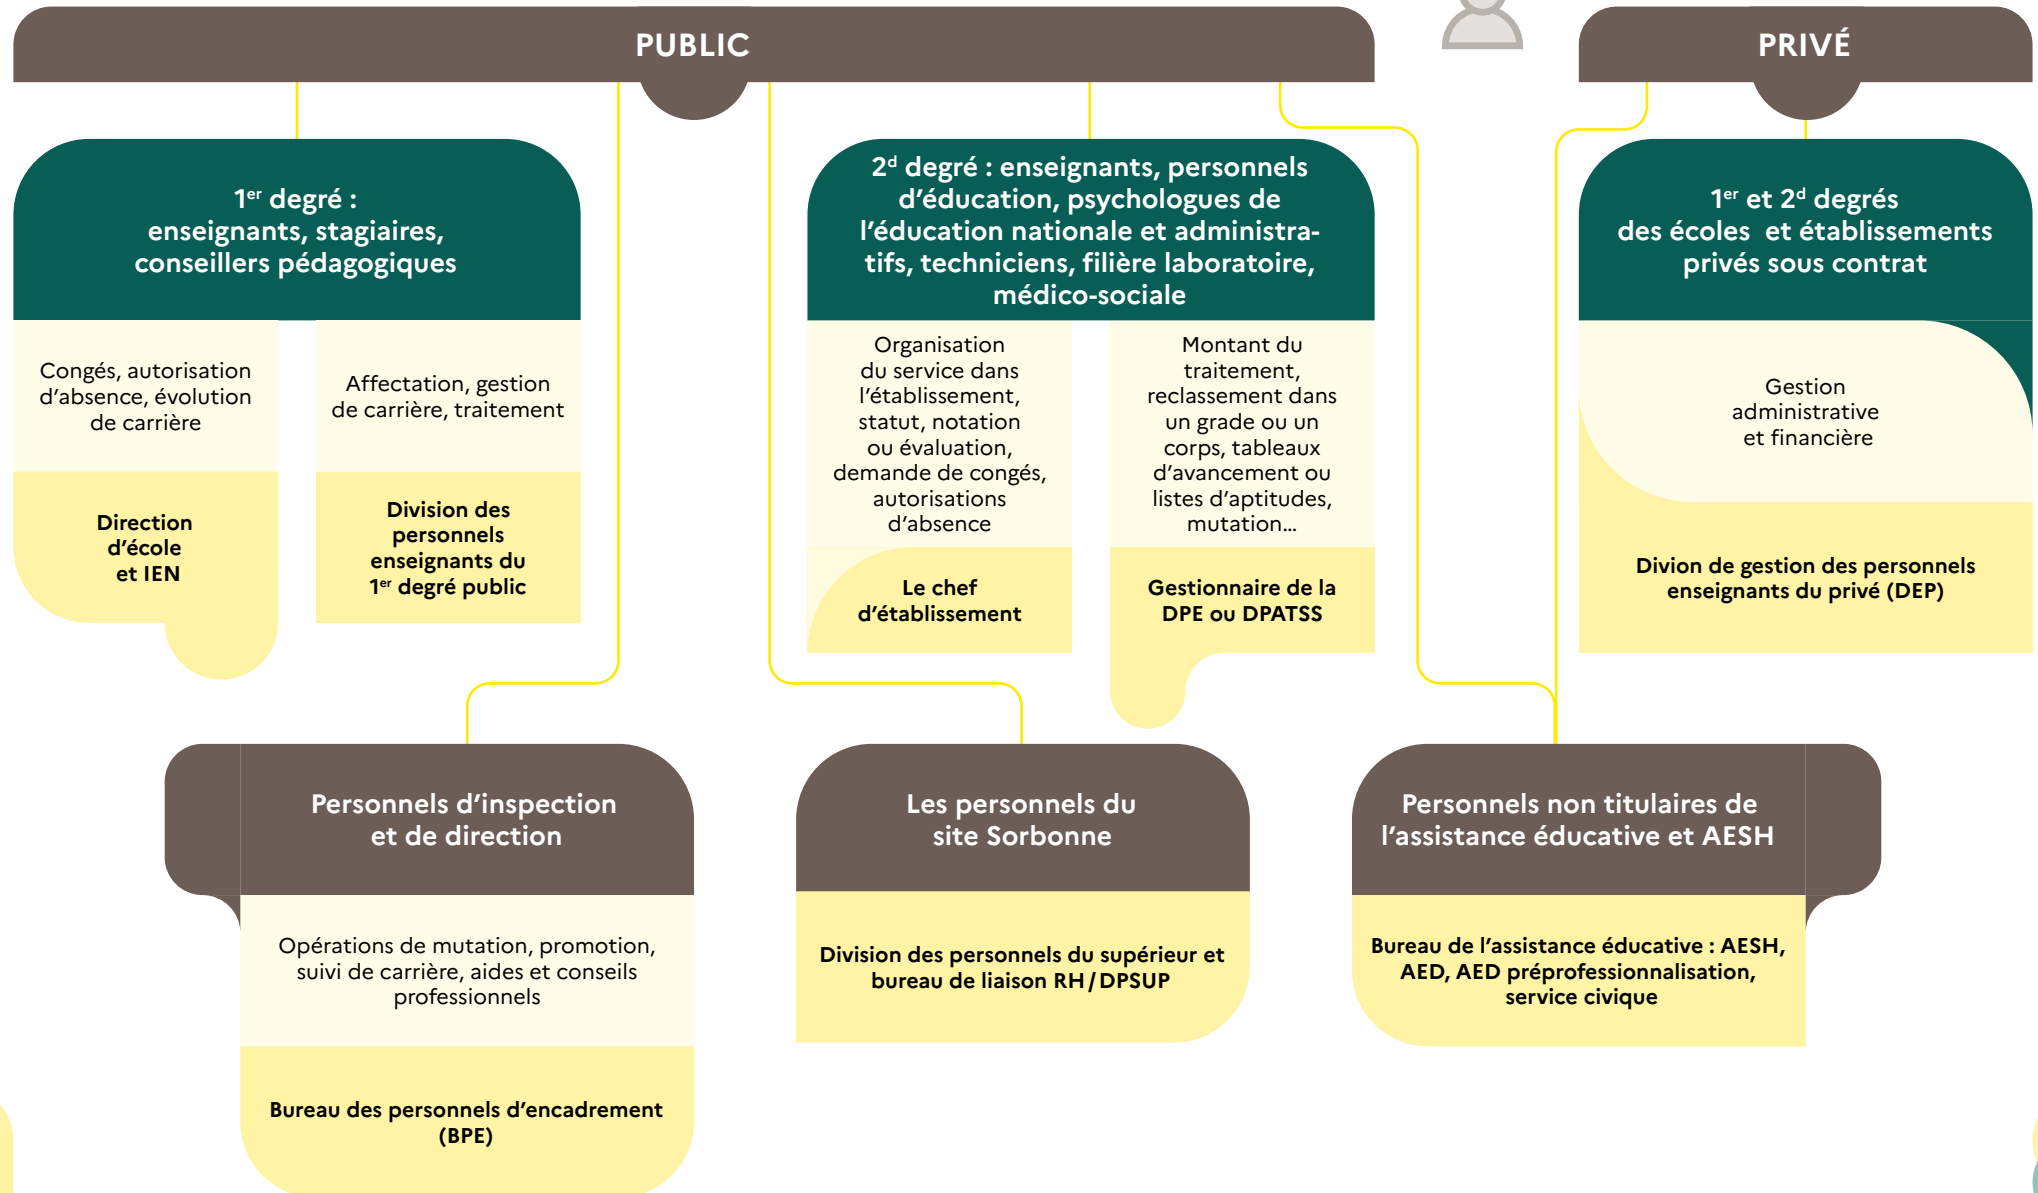 PUBLIC
PRIVÉ
1er degré :
enseignants, stagiaires,
conseillers pédagogiques
Congés, autorisation
d’absence, évolution
de carrière
Direction
d’école
et IEN
Affectation, gestion
de carrière, traitement
Division des
personnels
enseignants du
1er degré public
2d degré : enseignants, personnels
d’éducation, psychologues de
l’éducation nationale et administra-
tifs, techniciens, filière laboratoire,
médico-sociale
Organisation
du service dans
l’établissement,
statut, notation
ou évaluation,
demande de congés,
autorisations
d’absence
Le chef
d’établissement
Montant du
traitement,
reclassement dans
un grade ou un
corps, tableaux
d’avancement ou
listes d’aptitudes,
mutation…
Gestionnaire de la
DPE ou DPATSS
1er et 2d degrés
des écoles et établissements
privés sous contrat
Gestion
administrative
et financière
Divion de gestion des personnels
enseignants du privé (DEP)
Personnels d’inspection
et de direction
Opérations de mutation, promotion,
suivi de carrière, aides et conseils
professionnels
Bureau des personnels d’encadrement
(BPE)
Les personnels du
site Sorbonne
Division des personnels du supérieur et
bureau de liaison RH / DPSUP
Personnels non titulaires de
l’assistance éducative et AESH
Bureau de l’assistance éducative : AESH,
AED, AED préprofessionnalisation,
service civique